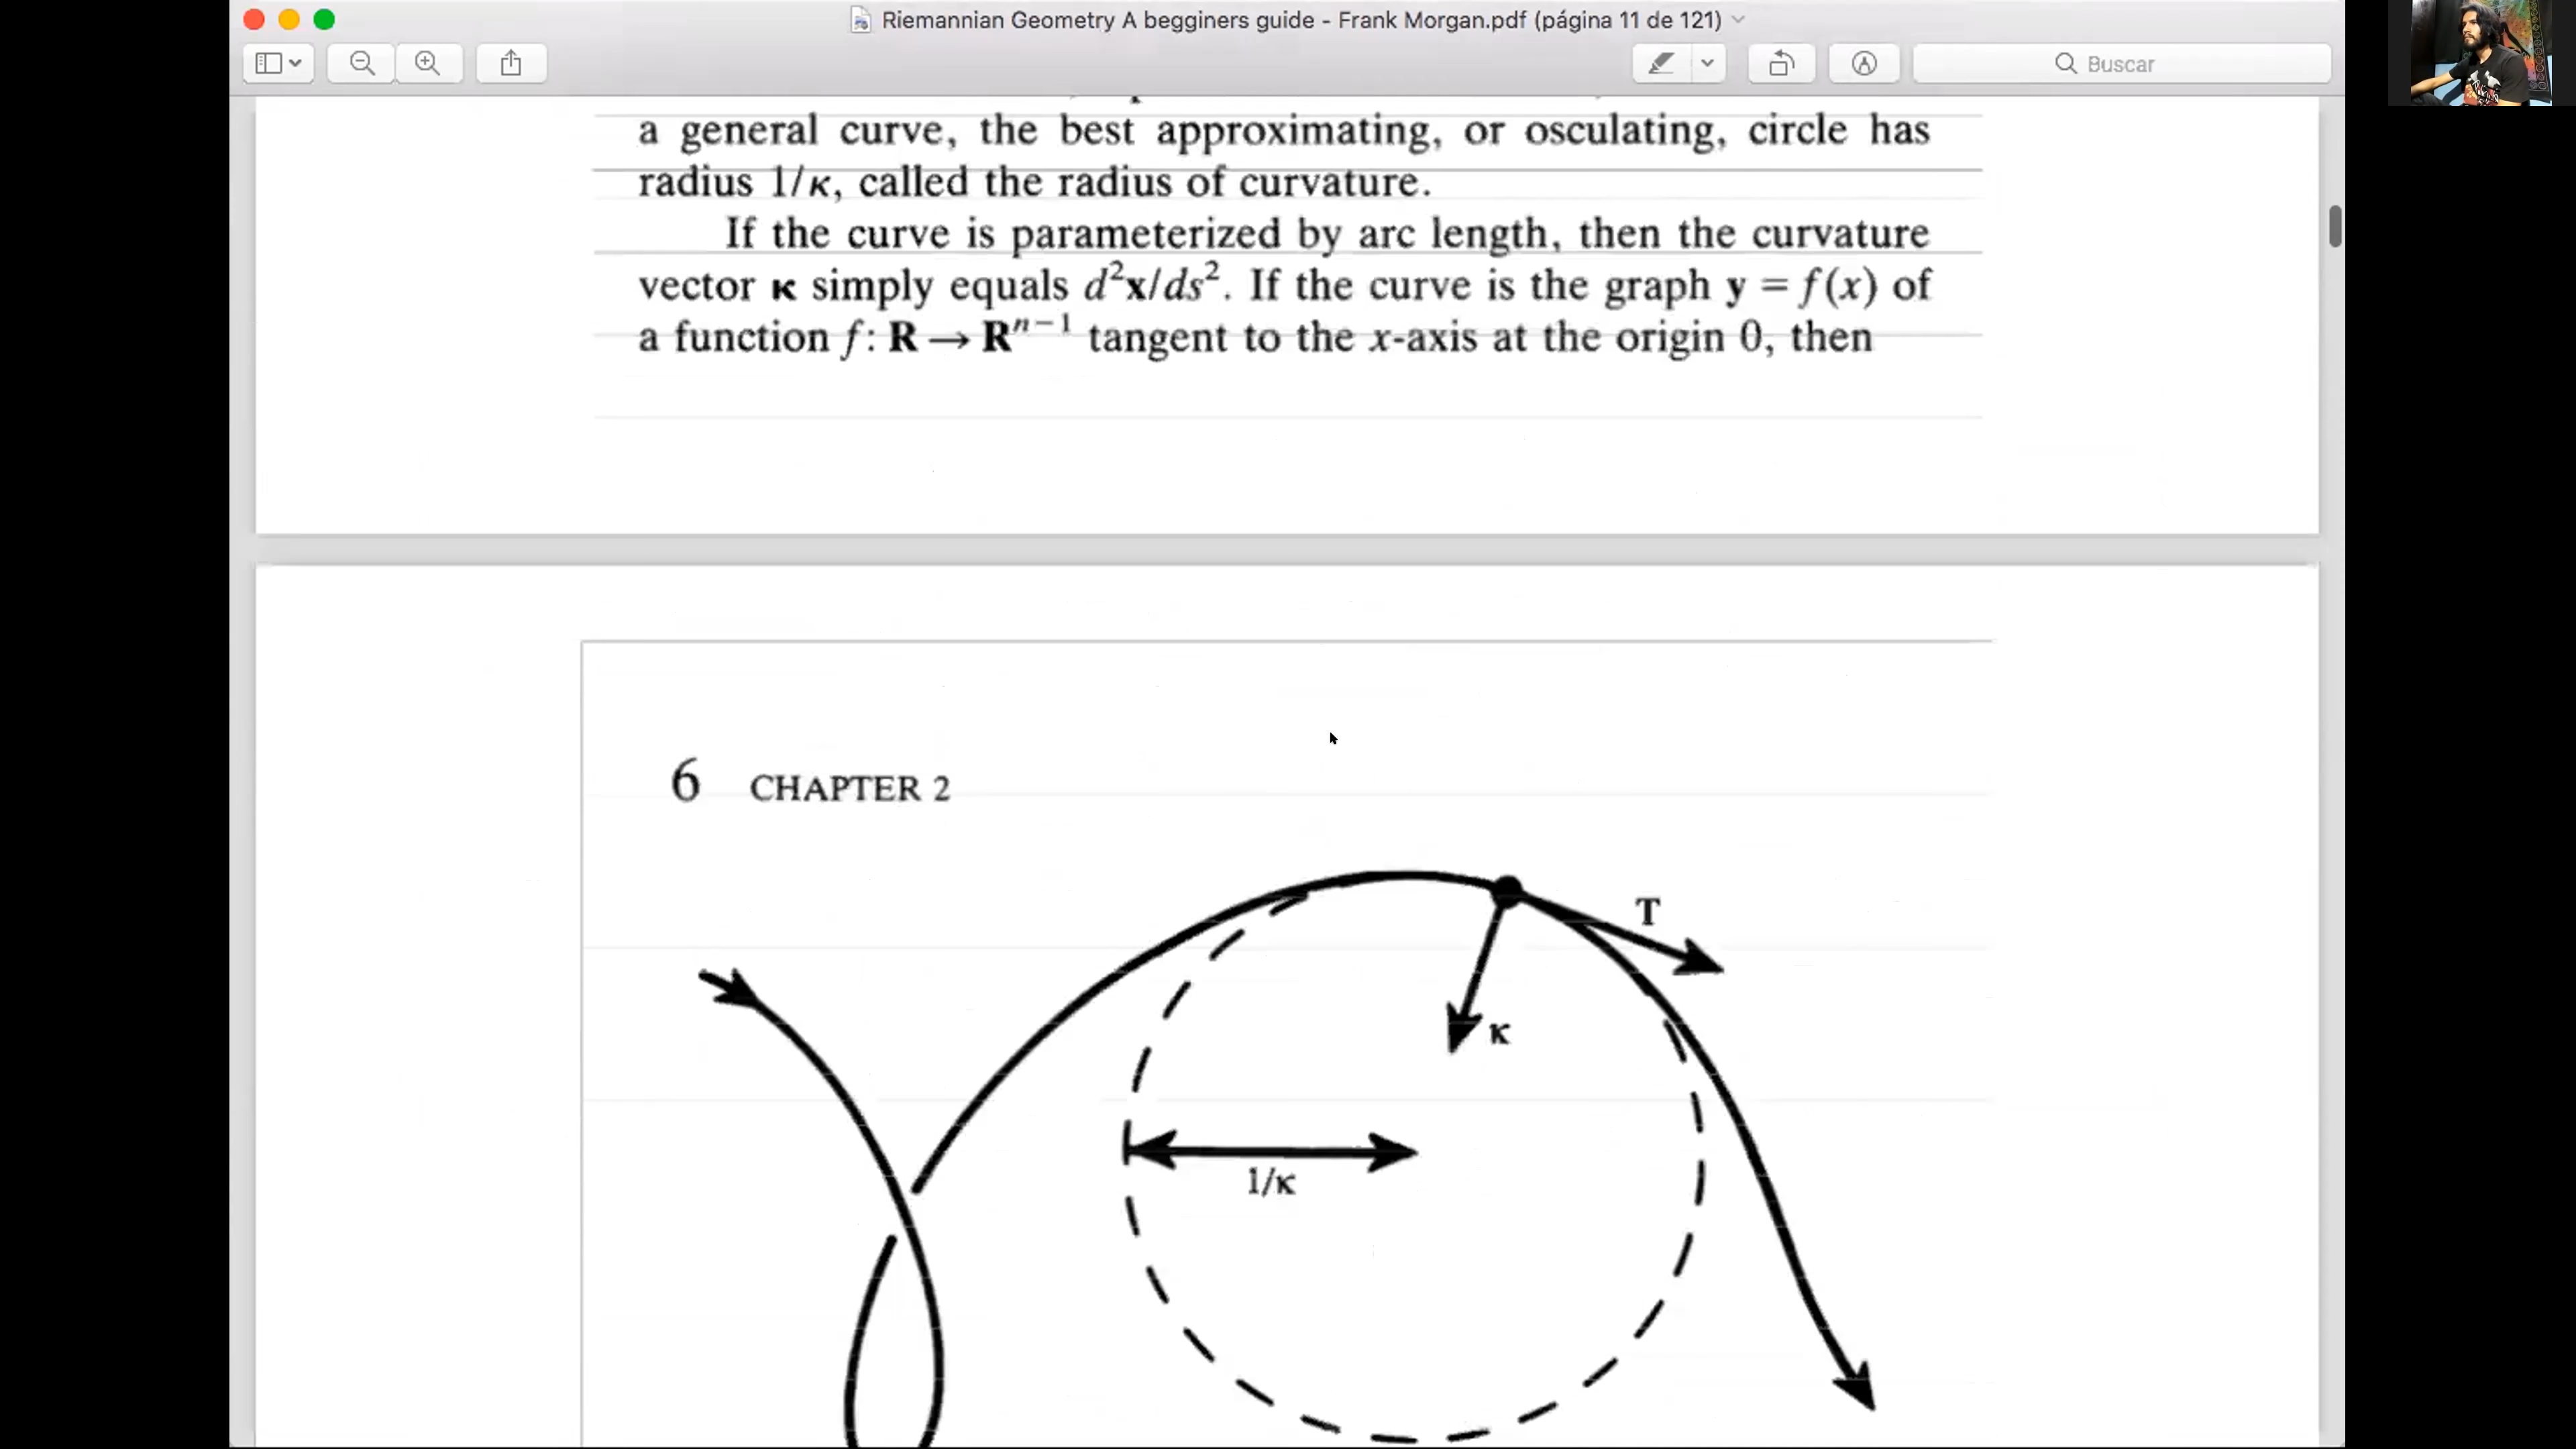 Riemannian Geometry A begginers guide - Frank Morgan.pdf (página 11 de 121)
Buscar
a general curve, the best approximating, or osculating, circle has
radius 1/κ, called the radius of curvature.
If the curve is parameterized by arc length, then the curvature
vector κ simply equals d²x/ds². If the curve is the graph y = f(x) of
a function f: R → Rⁿ⁻¹ tangent to the x-axis at the origin 0, then
6 CHAPTER 2
T
κ
1/κ